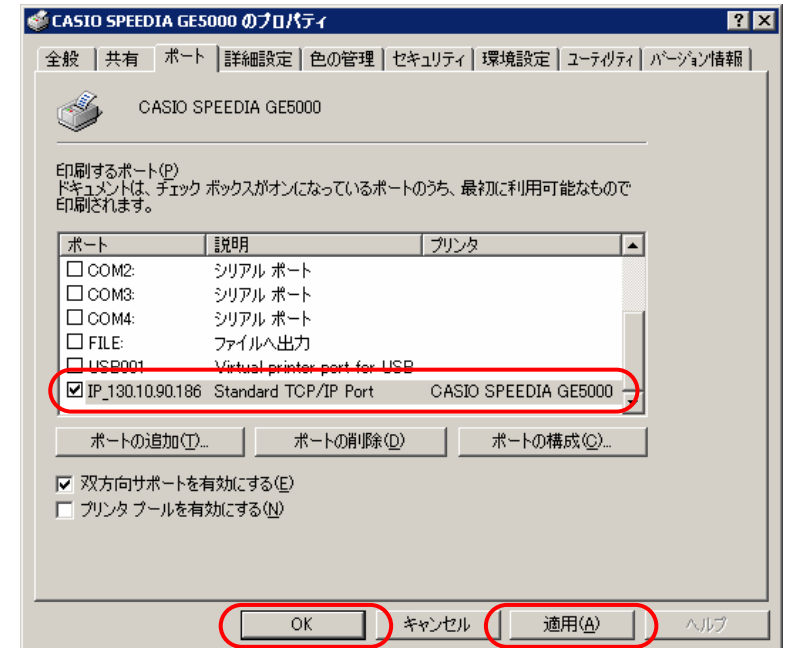 CASIO SPEEDIA GE5000 のプロパティ
全般 共有 ポート 詳細設定 色の管理 セキュリティ 環境設定 ユーティリティ バージョン情報
CASIO SPEEDIA GE5000
印刷するポート(P)
ドキュメントは、チェック ボックスがオンになっているポートのうち、最初に利用可能なもので
印刷されます。
ポート 説明 プリンタ
COM2: シリアル ポート
COM3: シリアル ポート
COM4: シリアル ポート
FILE: ファイルへ出力
USB001 Virtual printer port for USB
IP_130.10.90.186 Standard TCP/IP Port CASIO SPEEDIA GE5000
ポートの追加(T)... ポートの削除(D) ポートの構成(C)...
双方向サポートを有効にする(E)
プリンタ プールを有効にする(N)
OK キャンセル 適用(A) ヘルプ